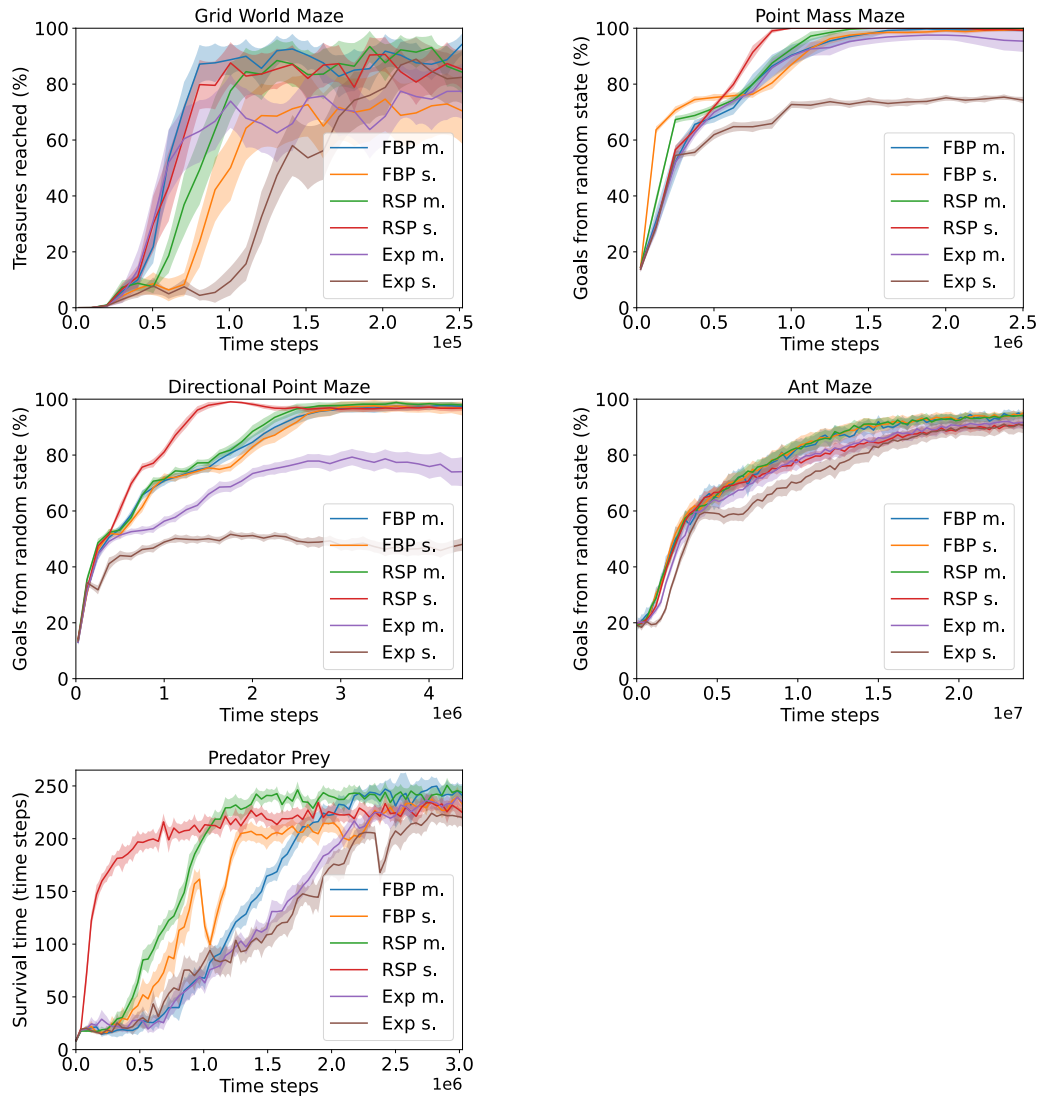 Grid World Maze
Treasures reached (%)
100
80
60
40
20
0
0.0 0.5 1.0 1.5 2.0 2.5
1e5
Time steps
FBP m.
FBP s.
RSP m.
RSP s.
Exp m.
Exp s.
Point Mass Maze
Goals from random state (%)
100
80
60
40
20
0
0.0 0.5 1.0 1.5 2.0 2.5
1e6
Time steps
FBP m.
FBP s.
RSP m.
RSP s.
Exp m.
Exp s.
Directional Point Maze
Goals from random state (%)
100
80
60
40
20
0
0 1 2 3 4
1e6
Time steps
FBP m.
FBP s.
RSP m.
RSP s.
Exp m.
Exp s.
Ant Maze
Goals from random state (%)
100
80
60
40
20
0
0.0 0.5 1.0 1.5 2.0
1e7
Time steps
FBP m.
FBP s.
RSP m.
RSP s.
Exp m.
Exp s.
Predator Prey
Survival time (time steps)
250
200
150
100
50
0
0.0 0.5 1.0 1.5 2.0 2.5 3.0
1e6
Time steps
FBP m.
FBP s.
RSP m.
RSP s.
Exp m.
Exp s.